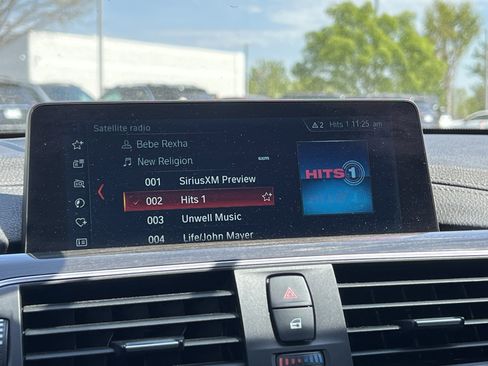 Satellite radio
2 Hits 1 11:25 am
Bebe Rexha
New Religion
001 SiriusXM Preview
002 Hits 1
003 Unwell Music
004 Life/John Mayer
HITS 1